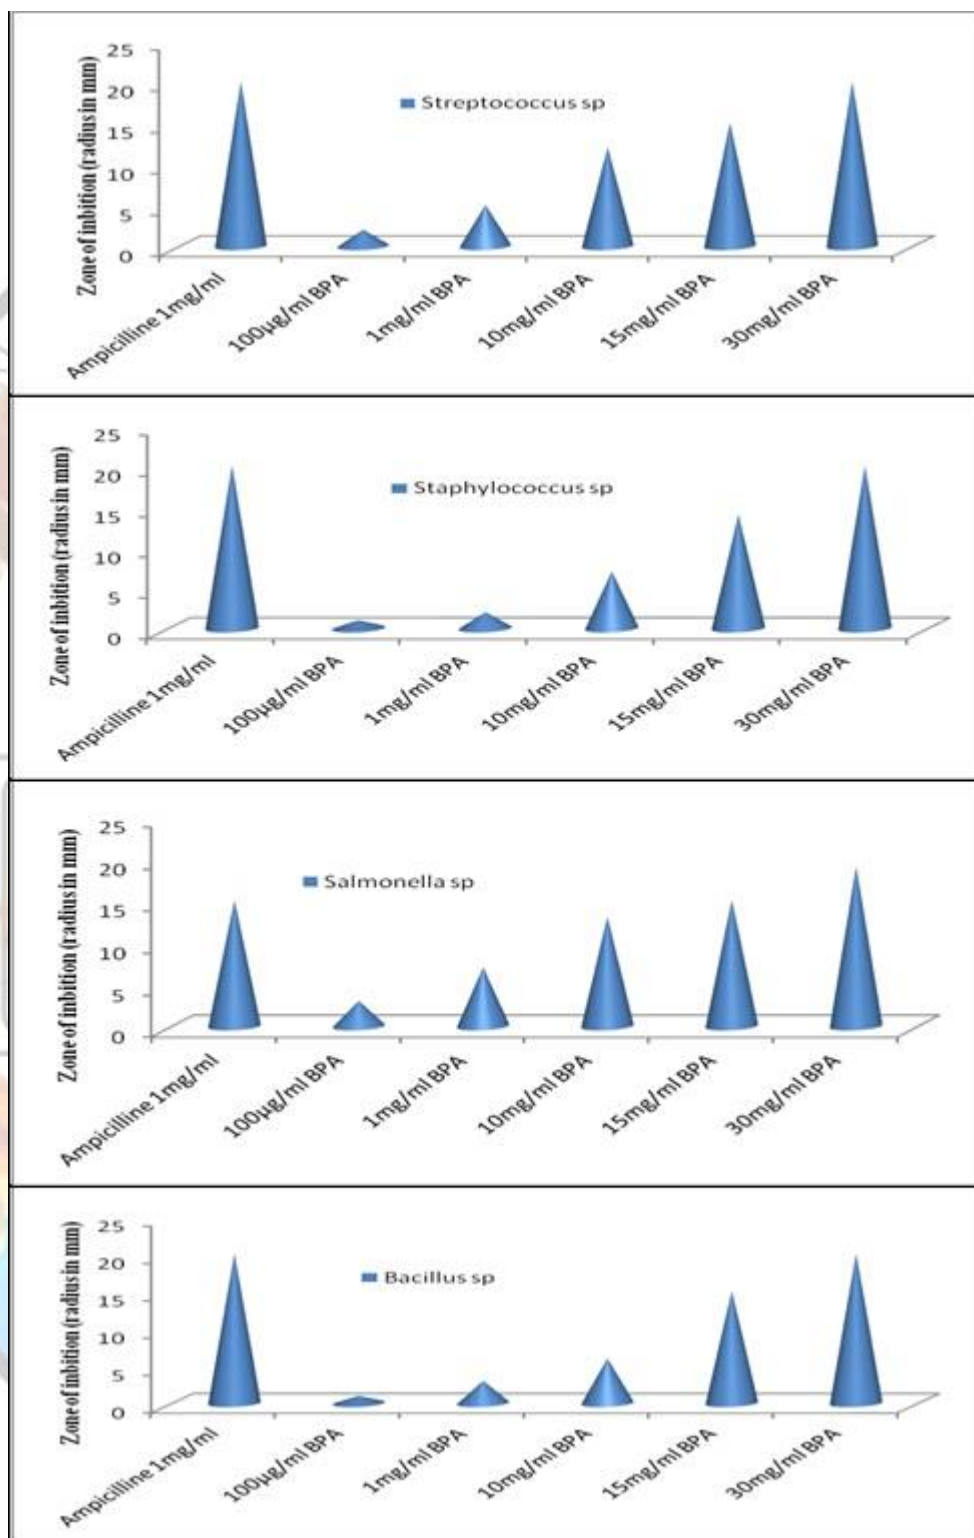 Zone of inbition (radius in mm)
25
20
15
10
5
0
Streptococcus sp
Ampicilline 1mg/ml
100µg/ml BPA
1mg/ml BPA
10mg/ml BPA
15mg/ml BPA
30mg/ml BPA
Zone of inbition (radius in mm)
25
20
15
10
5
0
Staphylococcus sp
Ampicilline 1mg/ml
100µg/ml BPA
1mg/ml BPA
10mg/ml BPA
15mg/ml BPA
30mg/ml BPA
Zone of inbition (radius in mm)
25
20
15
10
5
0
Salmonella sp
Ampicilline 1mg/ml
100µg/ml BPA
1mg/ml BPA
10mg/ml BPA
15mg/ml BPA
30mg/ml BPA
Zone of inbition (radius in mm)
25
20
15
10
5
0
Bacillus sp
Ampicilline 1mg/ml
100µg/ml BPA
1mg/ml BPA
10mg/ml BPA
15mg/ml BPA
30mg/ml BPA